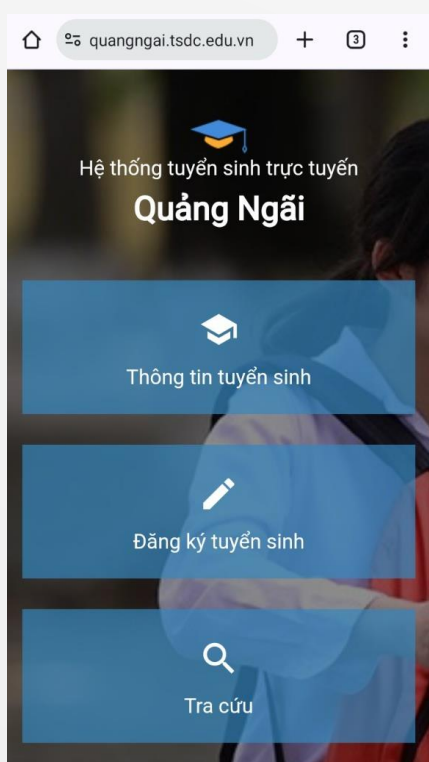 quangngai.tsdc.edu.vn
3
Hệ thống tuyển sinh trực tuyến
Quảng Ngãi
Thông tin tuyển sinh
Đăng ký tuyển sinh
Tra cứu